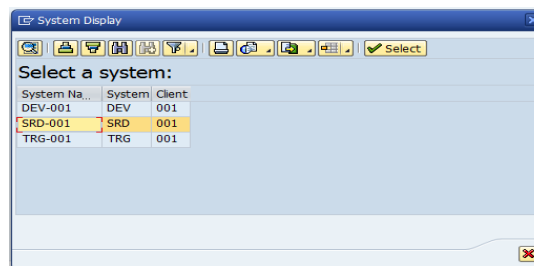 System Display
Select
Select a system:
System Na... System Client
DEV-001 DEV 001
SRD-001 SRD 001
TRG-001 TRG 001